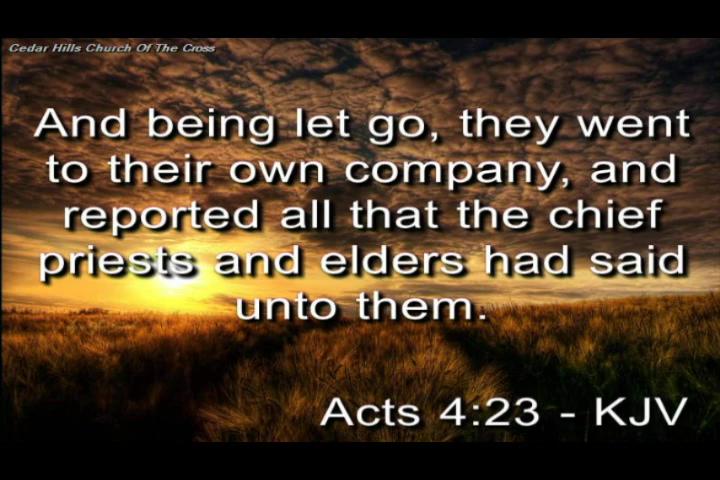 Cedar Hills Church Of The Cross
And being let go, they went
to their own company, and
reported all that the chief
priests and elders had said
unto them.
Acts 4:23 - KJV